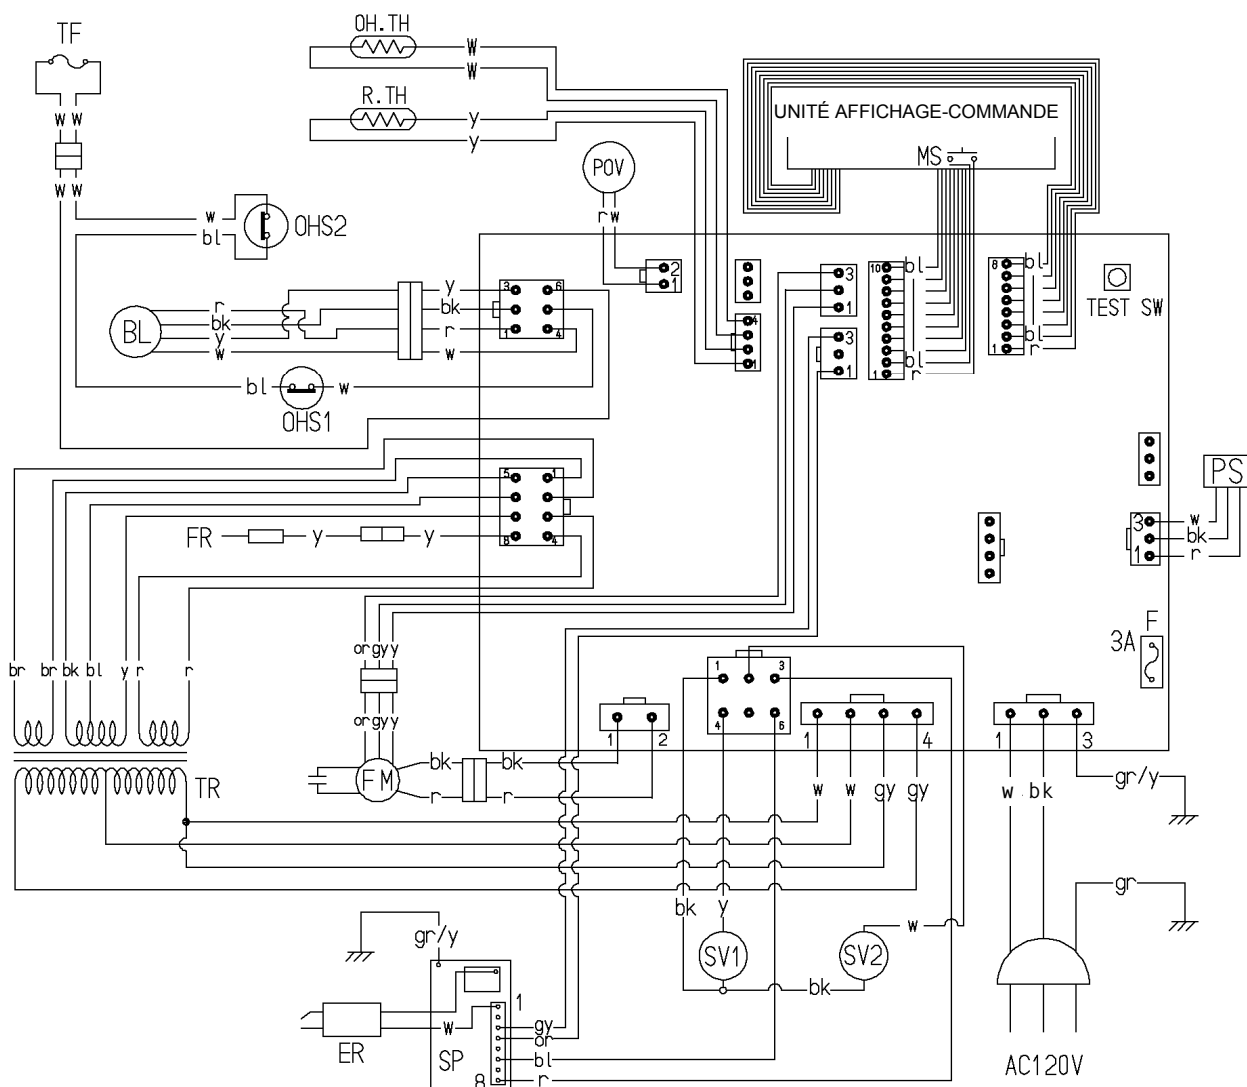 TF
OH.TH
W
W
R.TH
y
y
UNITÉ AFFICHAGE-COMMANDE
MS
POV
r w
W W
W W
w
bl
OHS2
2
1
3
1
10
bl
8
bl
TEST SW
BL
r
bk
y
w
y
bk
r
w
3 6
1 4
4
1
3
1
bl
r
1
bl
r
1
bl
w
OHS1
5 1
8 4
FR
y
y
PS
w
bk
r
3
1
F
3A
br br bk bl y r r
or gy y
or gy y
TR
FM
bk
r
bk
r
1 2
1 3
4 6
1 4
1 3
w w gy gy
w bk
gr/y
gr
bk y
w
SV1
SV2
bk
gr/y
ER
w
SP
1
8
gy
or
bl
r
AC120V